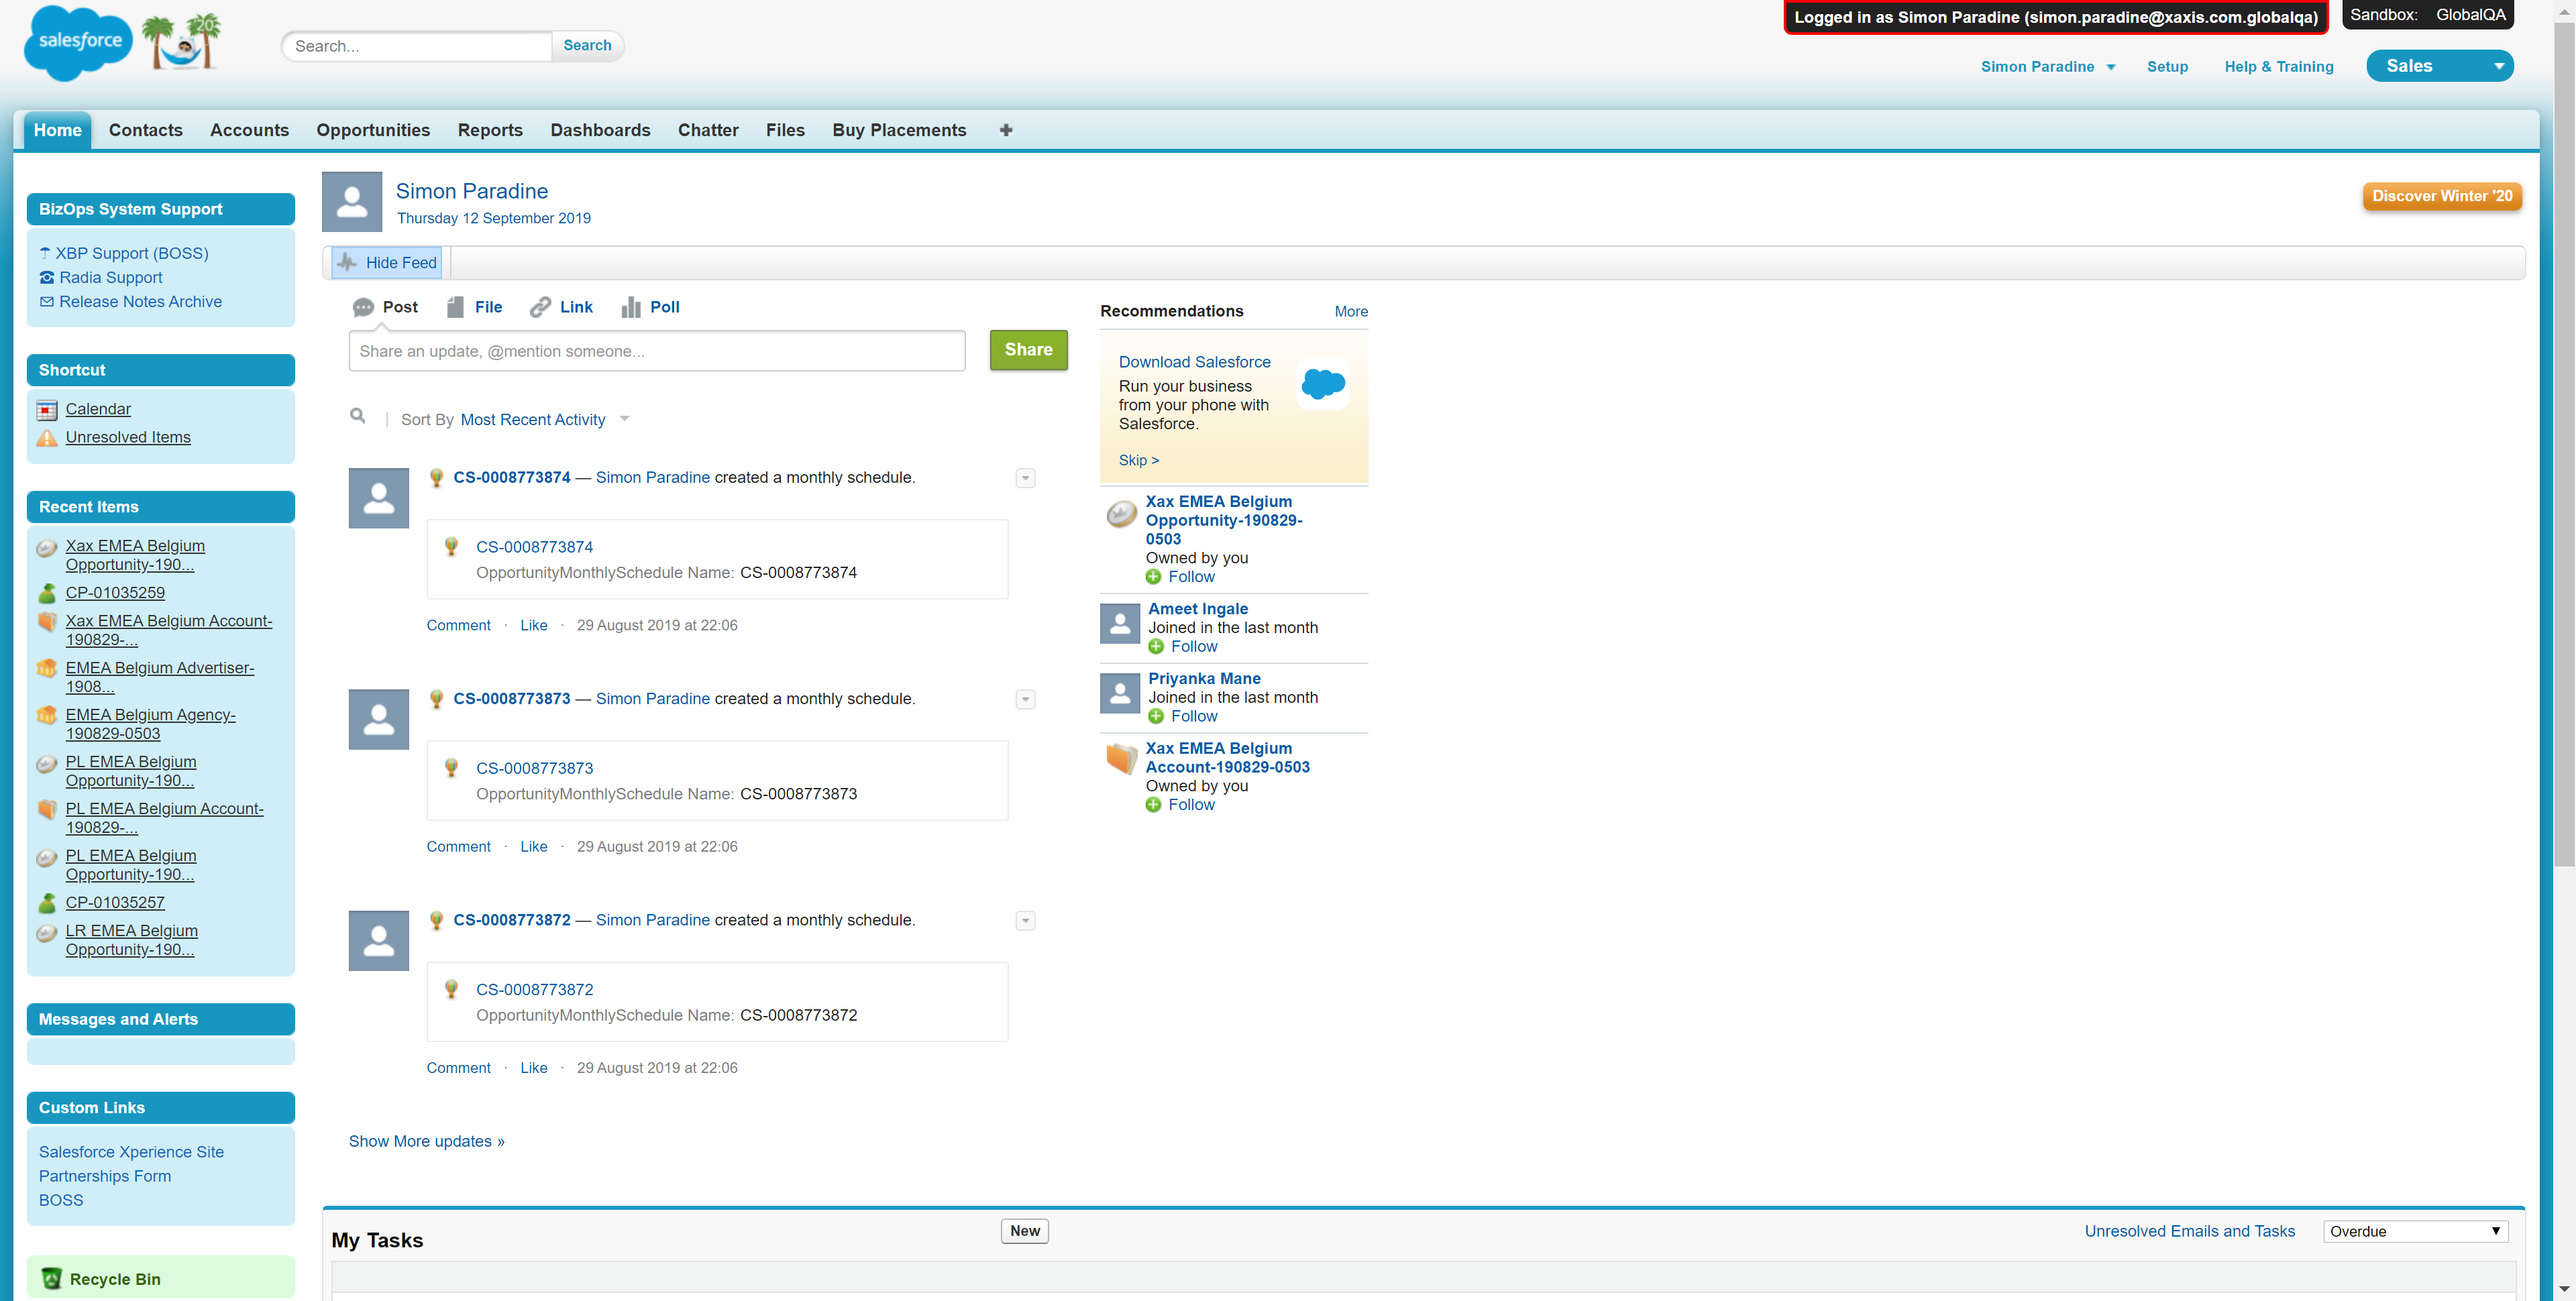 salesforce
20
Search...
Search
Logged in as Simon Paradine (simon.paradine@xaxis.com.globalqa)
Sandbox: GlobalQA
Simon Paradine
Setup
Help & Training
Sales
Home
Contacts
Accounts
Opportunities
Reports
Dashboards
Chatter
Files
Buy Placements
BizOps System Support
XBP Support (BOSS)
Radia Support
Release Notes Archive
Shortcut
Calendar
Unresolved Items
Recent Items
Xax EMEA Belgium
Opportunity-190...
CP-01035259
Xax EMEA Belgium Account-
190829-...
EMEA Belgium Advertiser-
1908...
EMEA Belgium Agency-
190829-0503
PL EMEA Belgium
Opportunity-190...
PL EMEA Belgium Account-
190829-...
PL EMEA Belgium
Opportunity-190...
CP-01035257
LR EMEA Belgium
Opportunity-190...
Messages and Alerts
Custom Links
Salesforce Xperience Site
Partnerships Form
BOSS
Recycle Bin
Simon Paradine
Thursday 12 September 2019
Discover Winter '20
Hide Feed
Post
File
Link
Poll
Share an update, @mention someone...
Share
Sort By Most Recent Activity
CS-0008773874 — Simon Paradine created a monthly schedule.
CS-0008773874
OpportunityMonthlySchedule Name: CS-0008773874
Comment · Like · 29 August 2019 at 22:06
CS-0008773873 — Simon Paradine created a monthly schedule.
CS-0008773873
OpportunityMonthlySchedule Name: CS-0008773873
Comment · Like · 29 August 2019 at 22:06
CS-0008773872 — Simon Paradine created a monthly schedule.
CS-0008773872
OpportunityMonthlySchedule Name: CS-0008773872
Comment · Like · 29 August 2019 at 22:06
Show More updates »
Recommendations
More
Download Salesforce
Run your business
from your phone with
Salesforce.
Skip >
Xax EMEA Belgium
Opportunity-190829-
0503
Owned by you
Follow
Ameet Ingale
Joined in the last month
Follow
Priyanka Mane
Joined in the last month
Follow
Xax EMEA Belgium
Account-190829-0503
Owned by you
Follow
My Tasks
New
Unresolved Emails and Tasks
Overdue